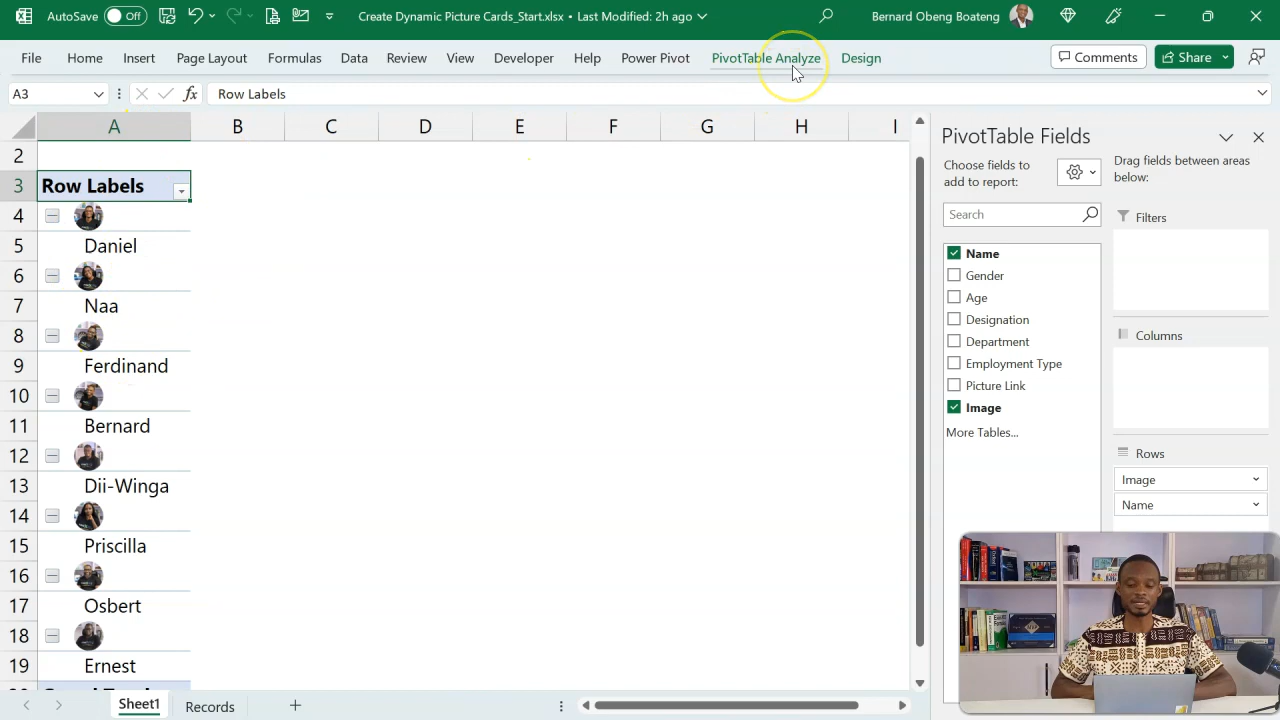 AutoSave Off Create Dynamic Picture Cards_Start.xlsx • Last Modified: 2h ago Bernard Obeng Boateng
File Home Insert Page Layout Formulas Data Review View Developer Help Power Pivot PivotTable Analyze Design Comments Share
A3 fx Row Labels
A B C D E F G H I
2
3 Row Labels
4
5 Daniel
6
7 Naa
8
9 Ferdinand
10
11 Bernard
12
13 Dii-Winga
14
15 Priscilla
16
17 Osbert
18
19 Ernest
Sheet1 Records
PivotTable Fields
Choose fields to
add to report:
Search
Name
Gender
Age
Designation
Department
Employment Type
Picture Link
Image
More Tables...
Drag fields between areas
below:
Filters
Columns
Rows
Image
Name